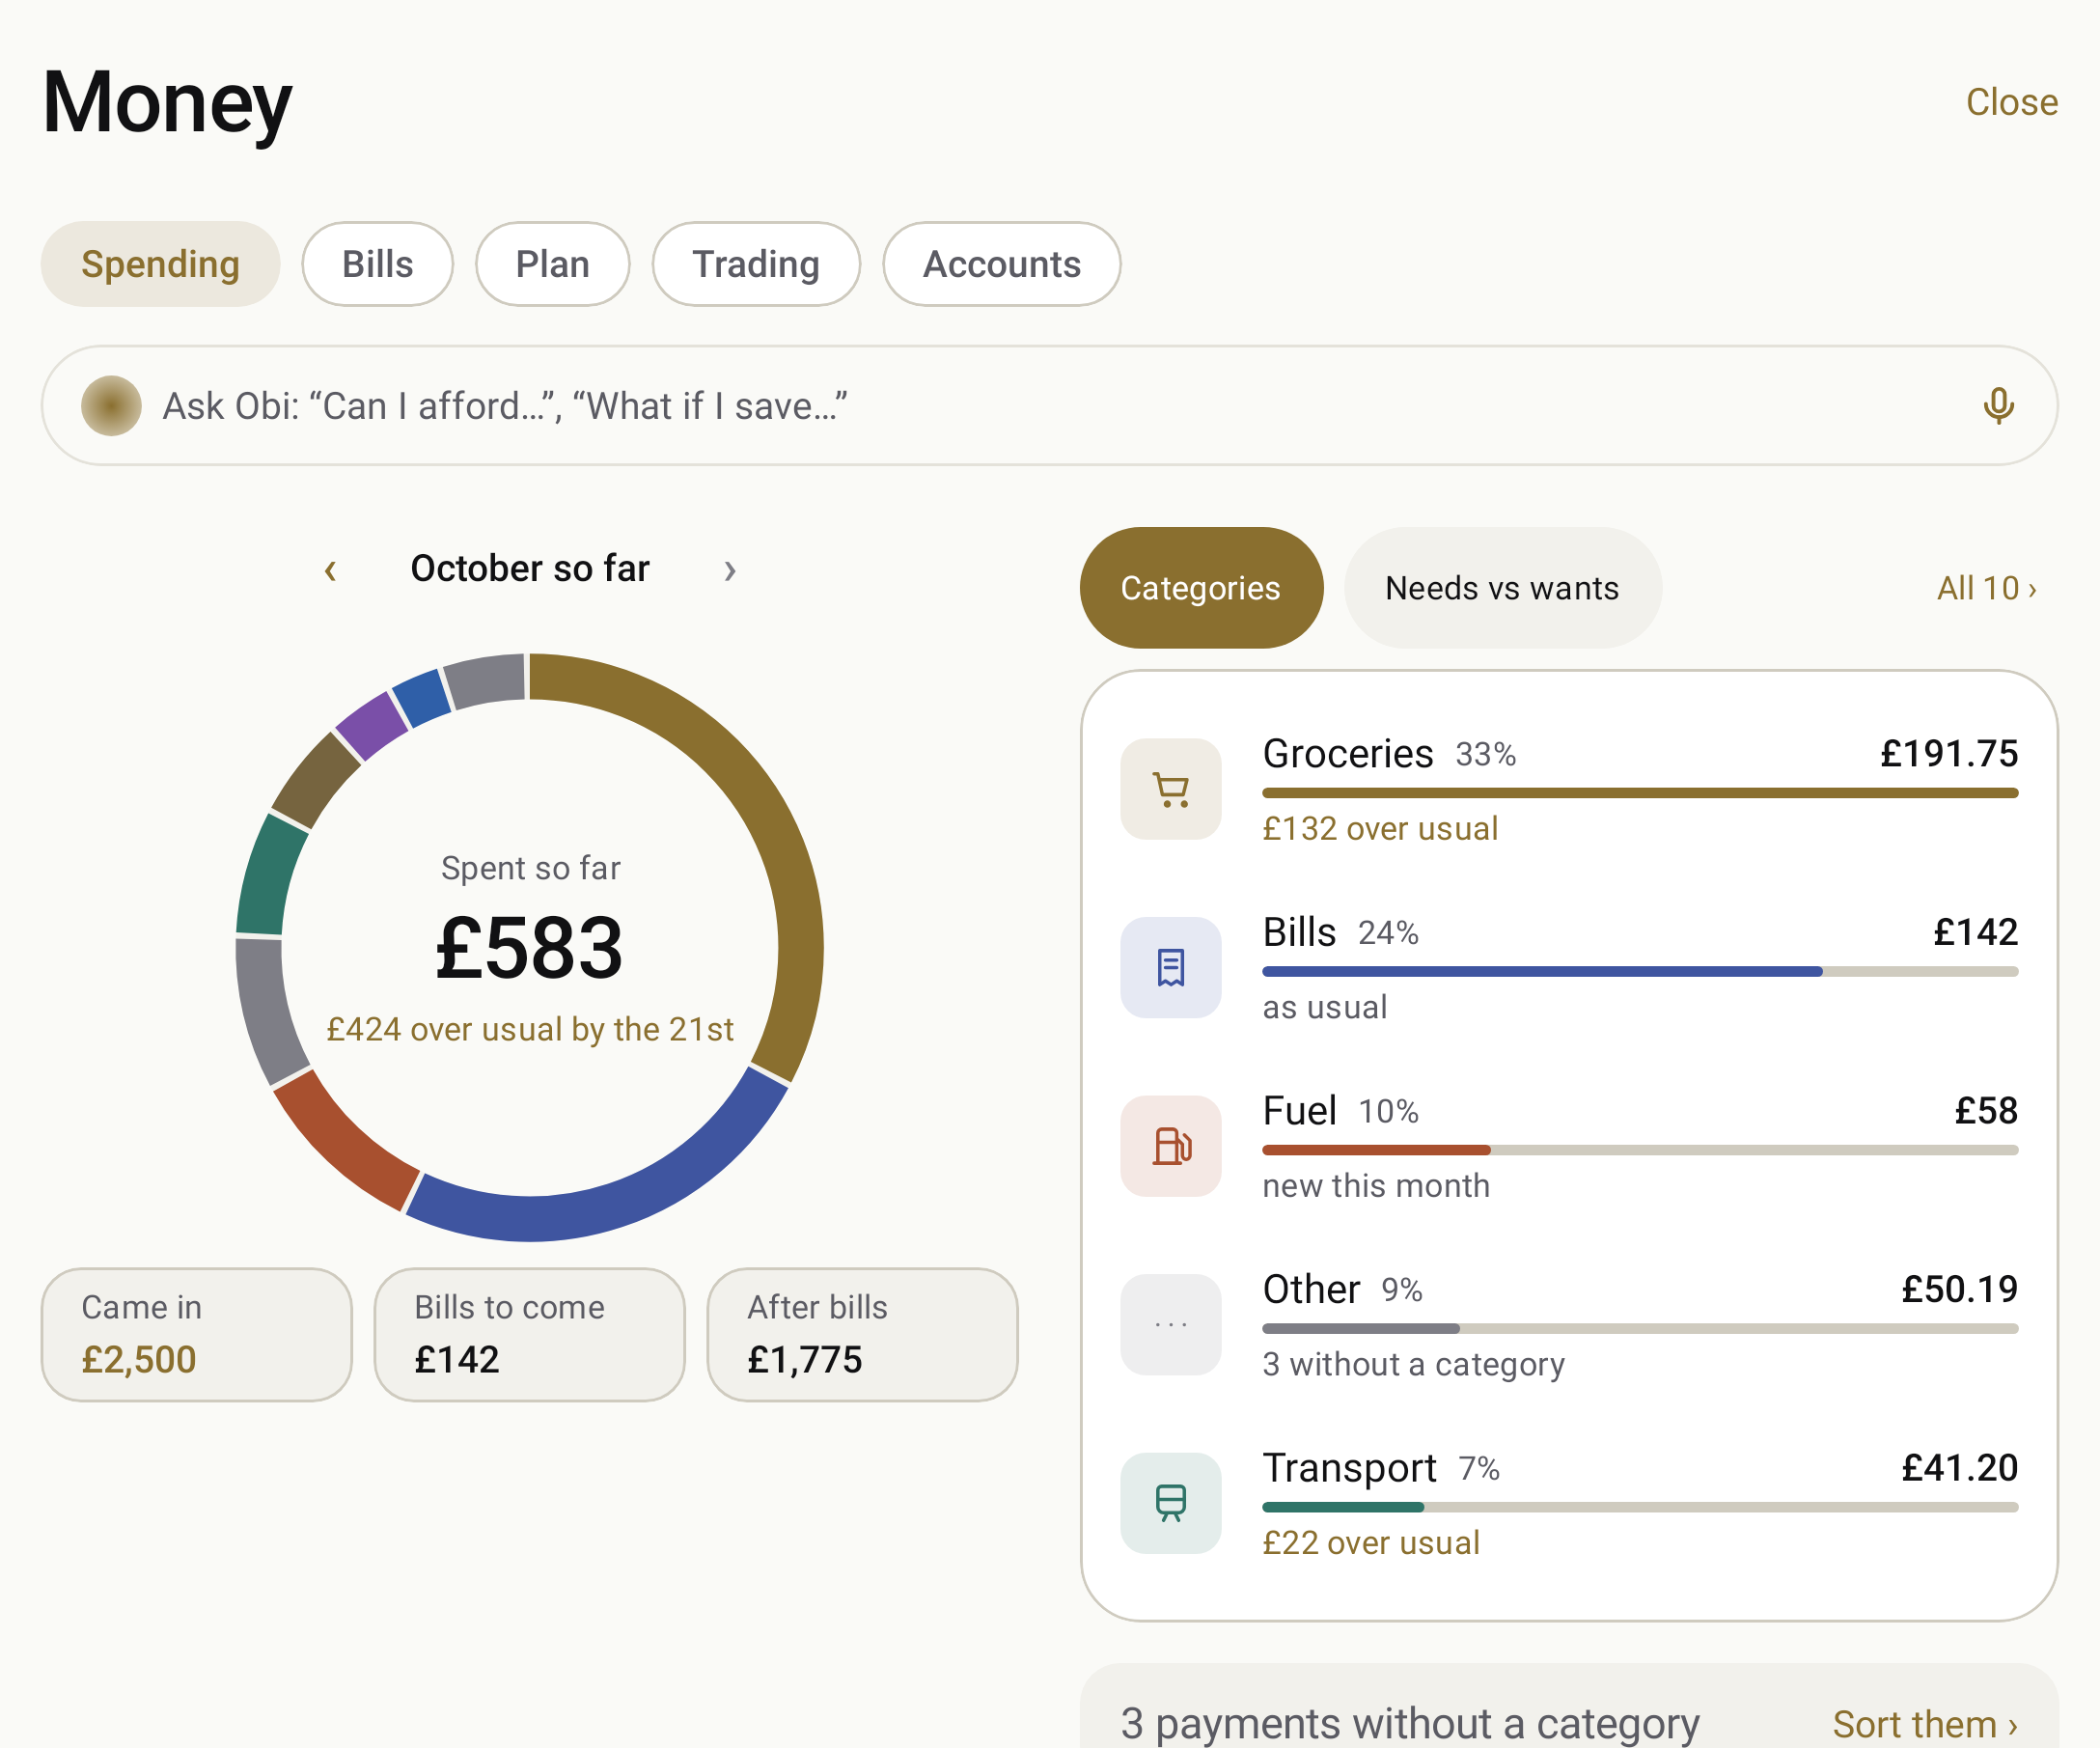 Money
Close
Spending
Bills
Plan
Trading
Accounts
Ask Obi: “Can I afford…”, “What if I save…”
‹ October so far ›
Spent so far
£583
£424 over usual by the 21st
Came in
£2,500
Bills to come
£142
After bills
£1,775
Categories
Needs vs wants
All 10 ›
Groceries 33% £191.75
£132 over usual
Bills 24% £142
as usual
Fuel 10% £58
new this month
Other 9% £50.19
3 without a category
Transport 7% £41.20
£22 over usual
3 payments without a category
Sort them ›